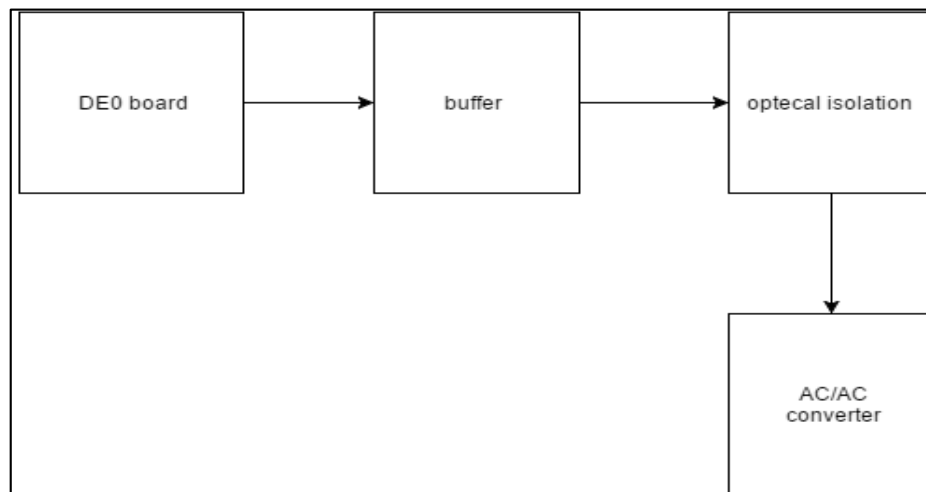 DE0 board
buffer
optecal isolation
AC/AC
converter